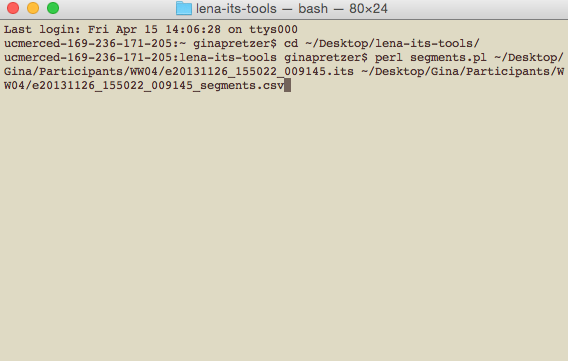 lena-its-tools — bash — 80×24
Last login: Fri Apr 15 14:06:28 on ttys000
ucmerced-169-236-171-205:~ ginapretzer$ cd ~/Desktop/lena-its-tools/
ucmerced-169-236-171-205:lena-its-tools ginapretzer$ perl segments.pl ~/Desktop/
Gina/Participants/WW04/e20131126_155022_009145.its ~/Desktop/Gina/Participants/W
W04/e20131126_155022_009145_segments.csv